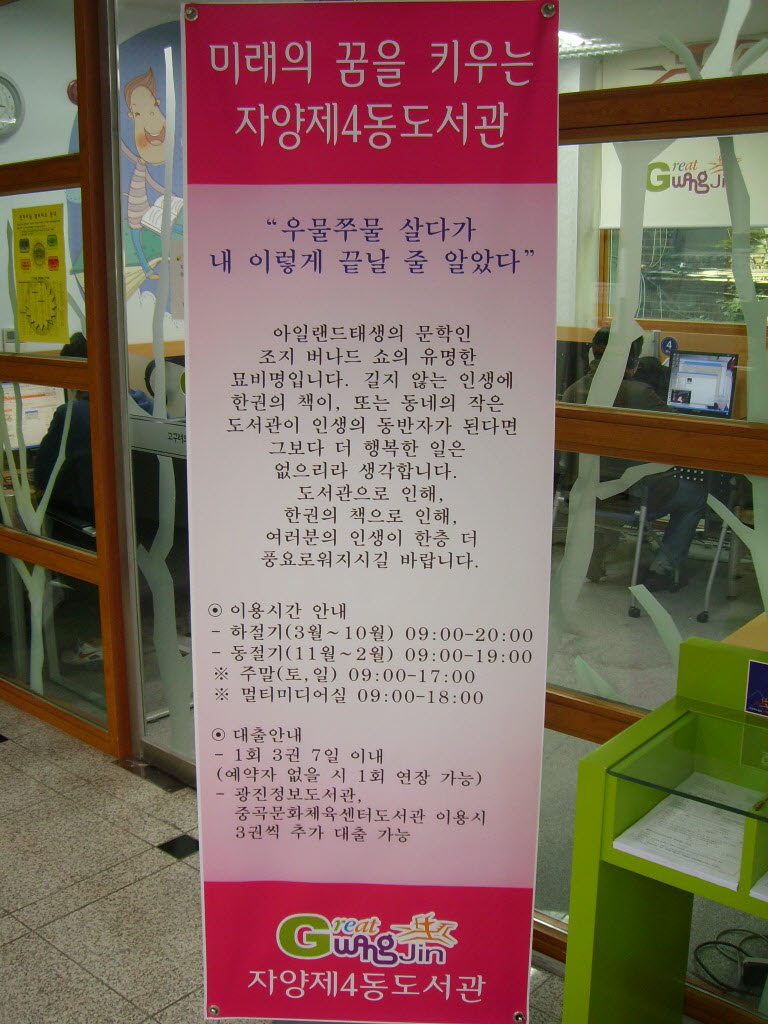 미래의 꿈을 키우는
자양제4동도서관
“우물쭈물 살다가
내 이렇게 끝날 줄 알았다”
아일랜드태생의 문학인
조지 버나드 쇼의 유명한
묘비명입니다. 길지 않는 인생에
한권의 책이, 또는 동네의 작은
도서관이 인생의 동반자가 된다면
그보다 더 행복한 일은
없으리라 생각합니다.
도서관으로 인해,
한권의 책으로 인해,
여러분의 인생이 한층 더
풍요로워지시길 바랍니다.
⊙ 이용시간 안내
- 하절기(3월~10월) 09:00-20:00
- 동절기(11월~2월) 09:00-19:00
※ 주말(토,일) 09:00-17:00
※ 멀티미디어실 09:00-18:00
⊙ 대출안내
- 1회 3권 7일 이내
(예약자 없을 시 1회 연장 가능)
- 광진정보도서관,
중곡문화체육센터도서관 이용시
3권씩 추가 대출 가능
Great
Gwangjin
자양제4동도서관
Great
Gwangjin
4